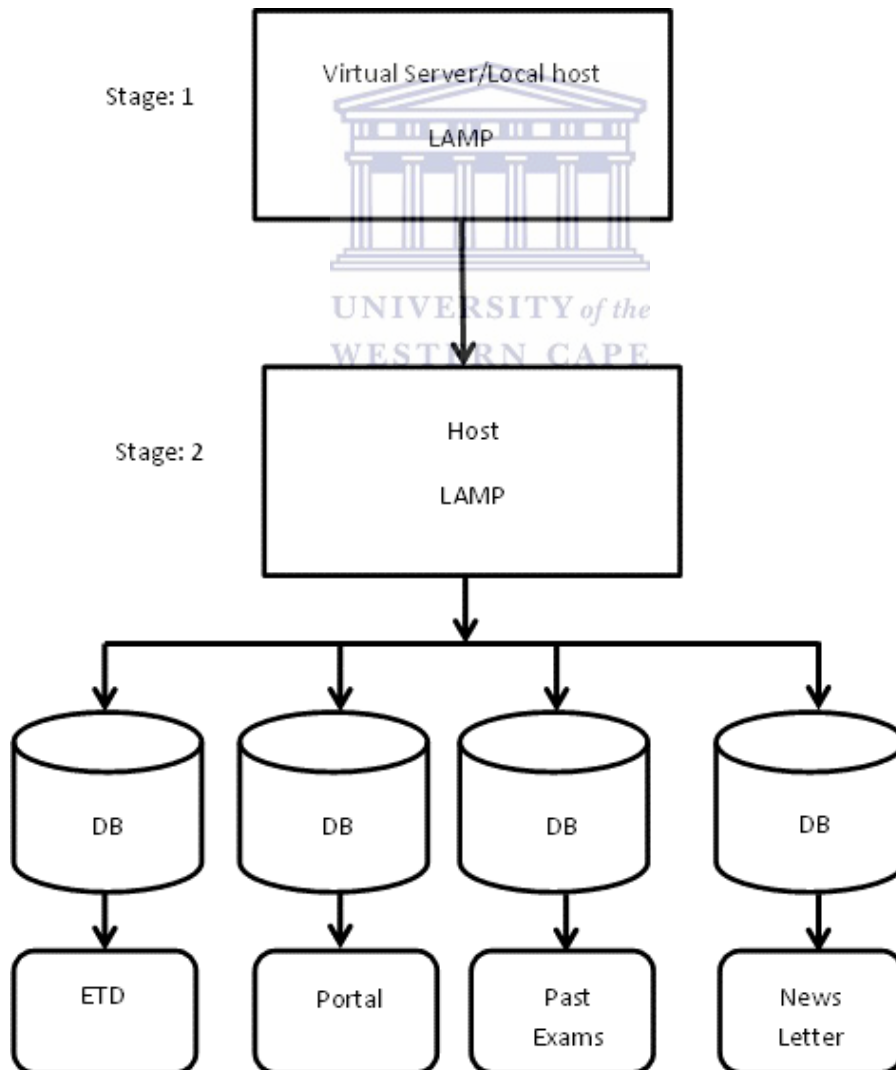 Virtual Server/Local host
Stage: 1
LAMP
UNIVERSITY of the
WESTERN CAPE
Host
Stage: 2
LAMP
DB
DB
DB
DB
ETD
Portal
Past
Exams
News
Letter